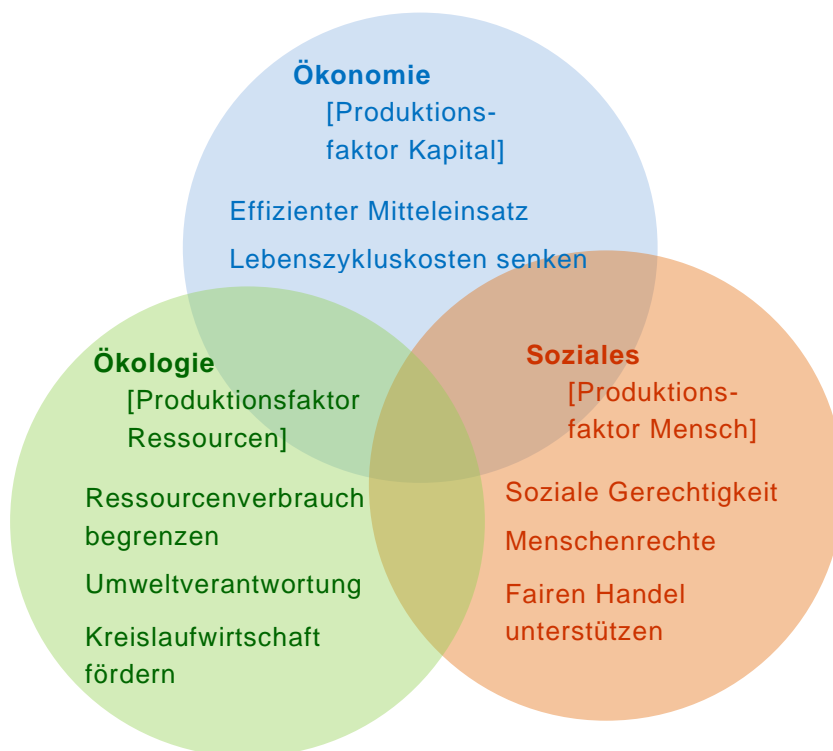 Ökonomie
[Produktions-
faktor Kapital]
Effizienter Mitteleinsatz
Lebenszykluskosten senken
Ökologie
[Produktionsfaktor
Ressourcen]
Ressourcenverbrauch
begrenzen
Umweltverantwortung
Kreislaufwirtschaft
fördern
Soziales
[Produktions-
faktor Mensch]
Soziale Gerechtigkeit
Menschenrechte
Fairen Handel
unterstützen